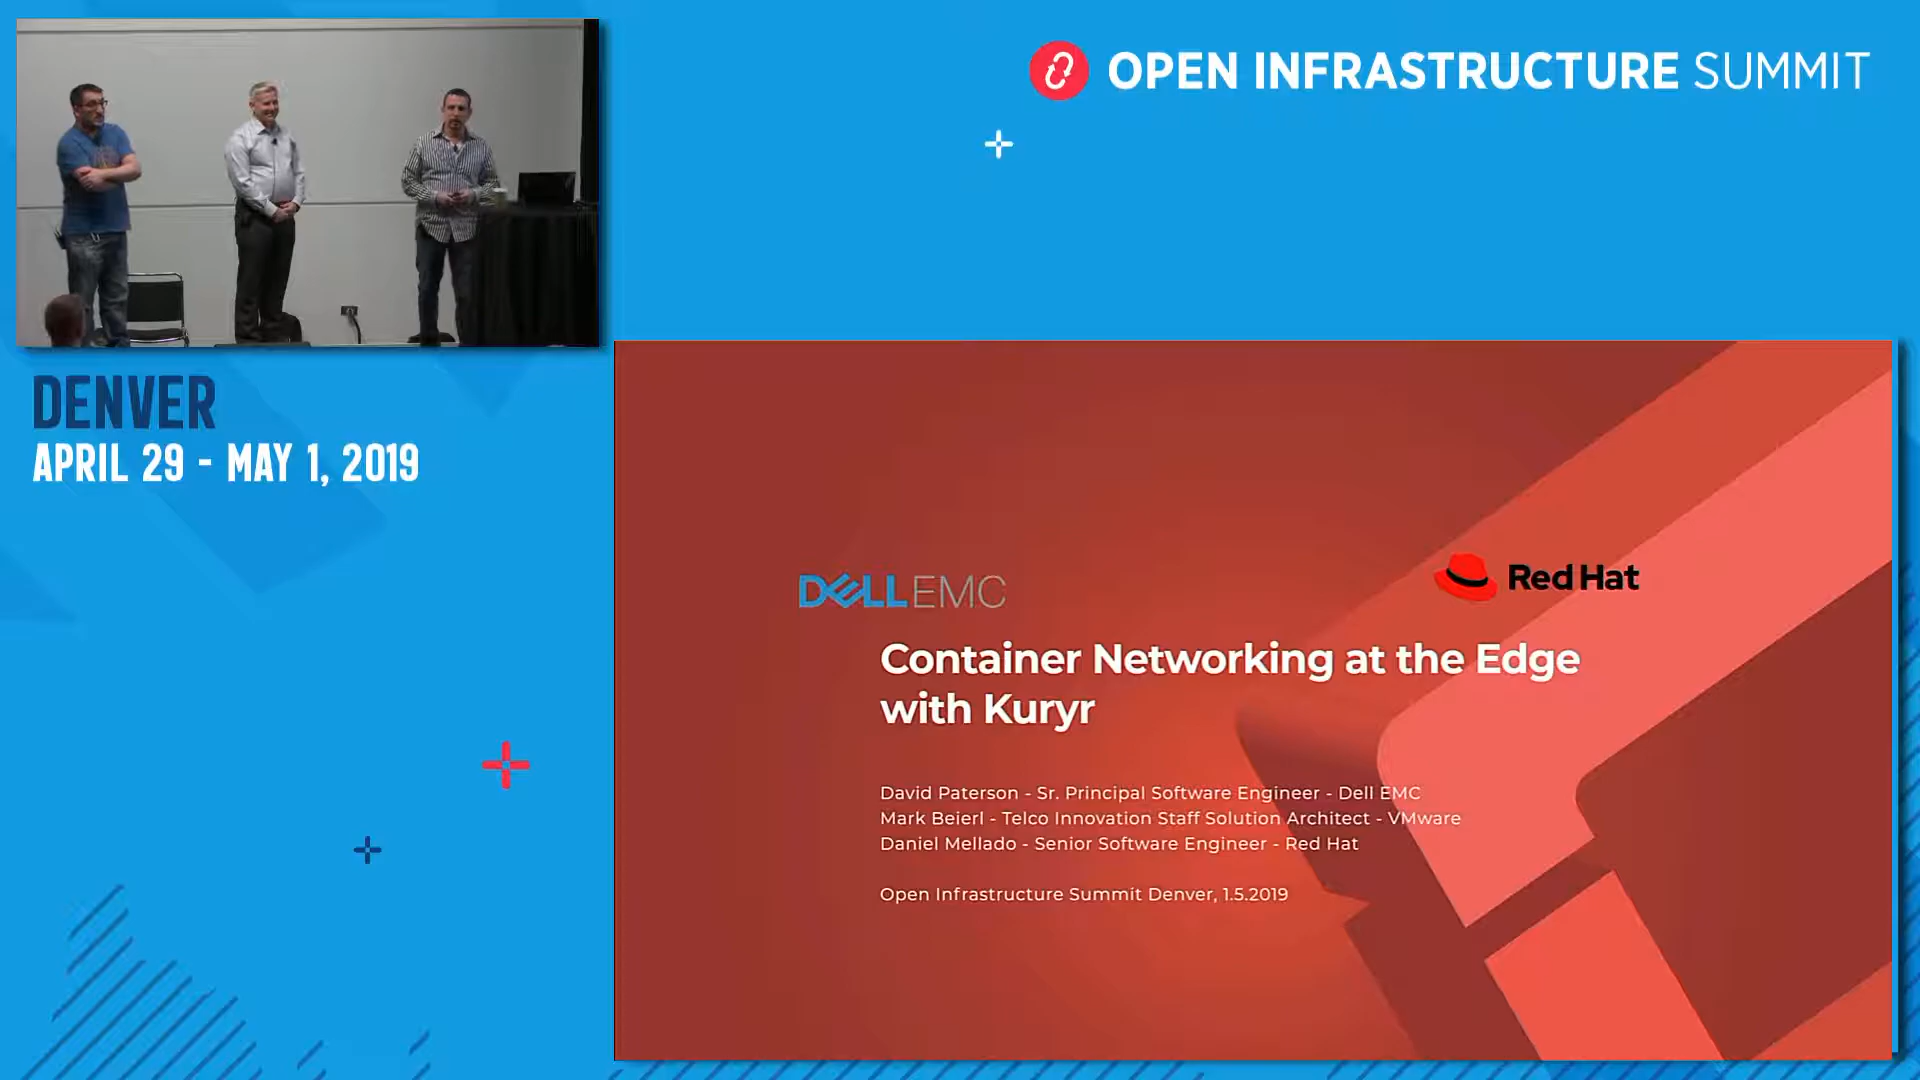 OPEN INFRASTRUCTURE SUMMIT
DENVER
APRIL 29 - MAY 1, 2019
DELL EMC
Red Hat
Container Networking at the Edge
with Kuryr
David Paterson - Sr. Principal Software Engineer - Dell EMC
Mark Beierl - Telco Innovation Staff Solution Architect - VMware
Daniel Mellado - Senior Software Engineer - Red Hat
Open Infrastructure Summit Denver, 1.5.2019